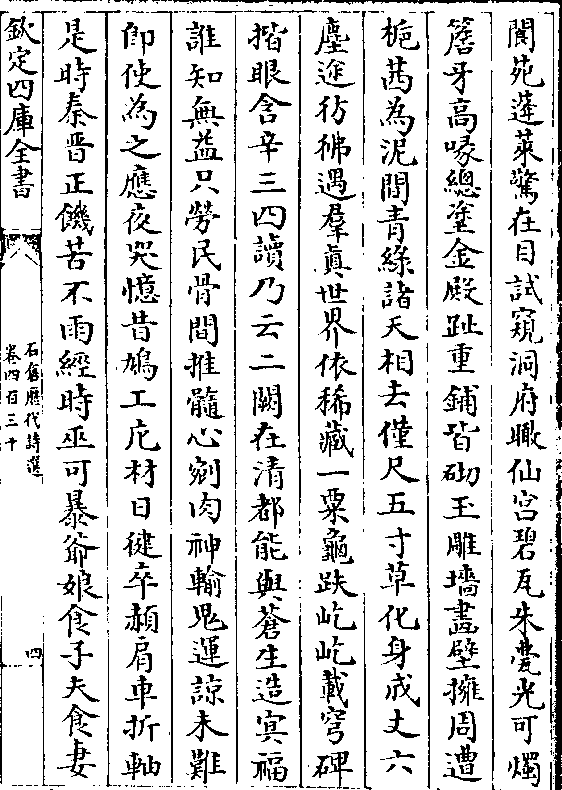 閬苑蓬萊驚在目試窺洞府瞰仙宮碧瓦朱甍光可燭
簷牙高啄總塗金殿趾重鋪皆砌玉雕墻畫壁擁周遭
梔茜為泥間青緑諸天相去僅尺五寸草化身成丈六
塵途彷彿遇羣真世界依稀藏一粟龜趺屹屹載穹碑
揩眼含辛三四讀乃云二闕在清都能與蒼生造冥福
誰知無益只勞民骨間推髓心剜肉神輸鬼運諒未難
卽使為之應夜哭憶昔鳩工庀材日健卒赬肩車折軸
是時秦晉正饑苦不雨經時巫可暴爺娘食子夫食妻
欽定四庫全書
石倉歴代詩選
卷四百三十
四